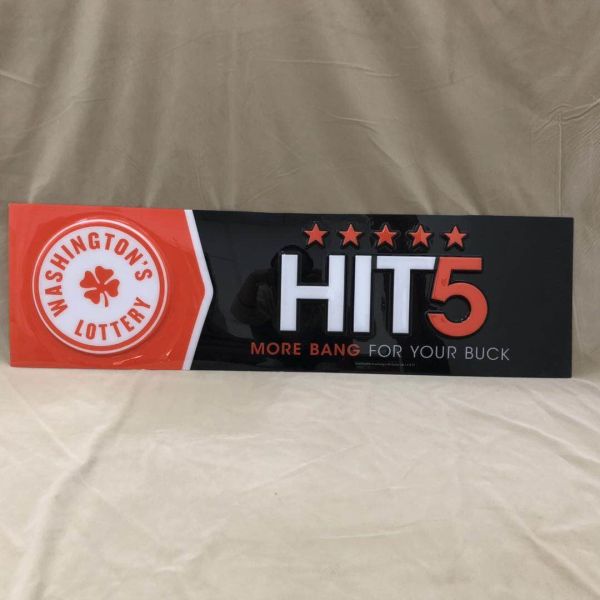 WASHINGTON'S
LOTTERY
HIT5
MORE BANG FOR YOUR BUCK